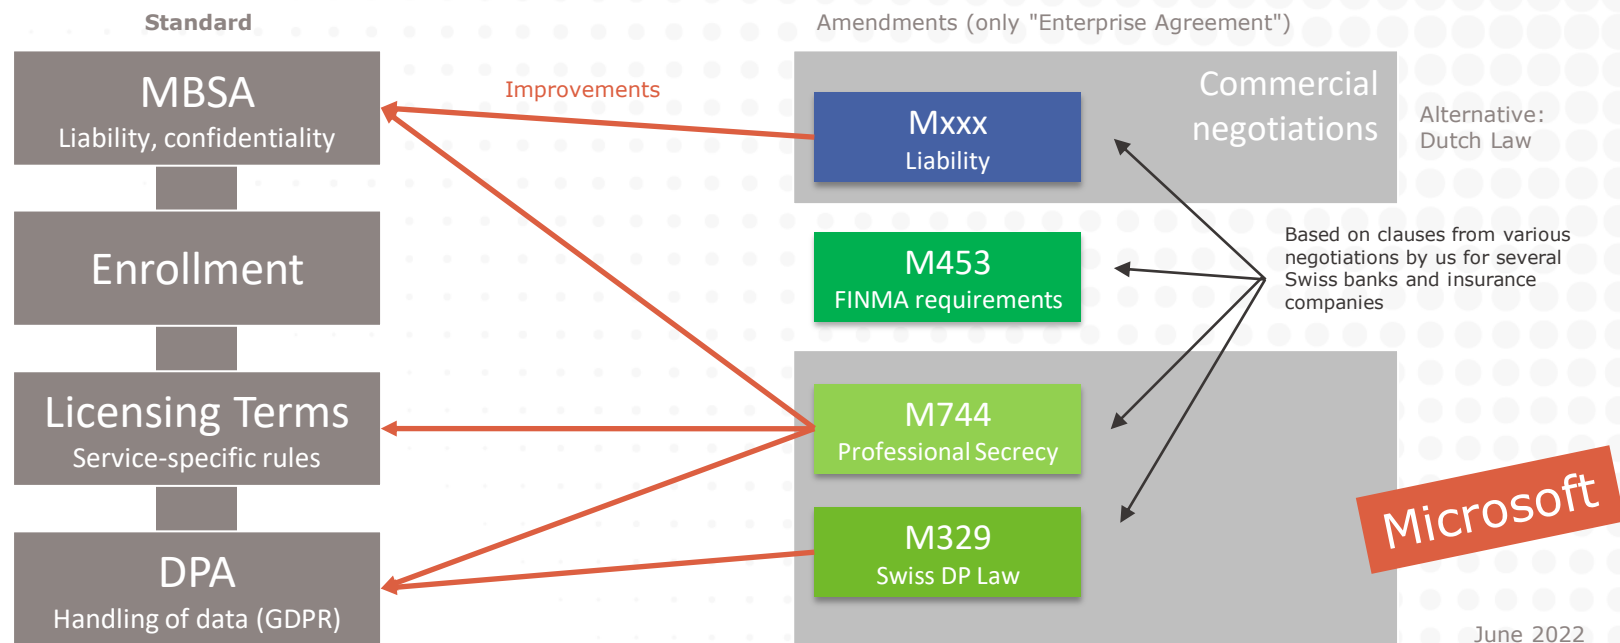 Standard
Amendments (only "Enterprise Agreement")
MBSA
Liability, confidentiality
Improvements
Mxxx
Liability
Commercial
negotiations
Alternative:
Dutch Law
Enrollment
M453
FINMA requirements
Based on clauses from various
negotiations by us for several
Swiss banks and insurance
companies
Licensing Terms
Service-specific rules
M744
Professional Secrecy
Microsoft
DPA
Handling of data (GDPR)
M329
Swiss DP Law
June 2022